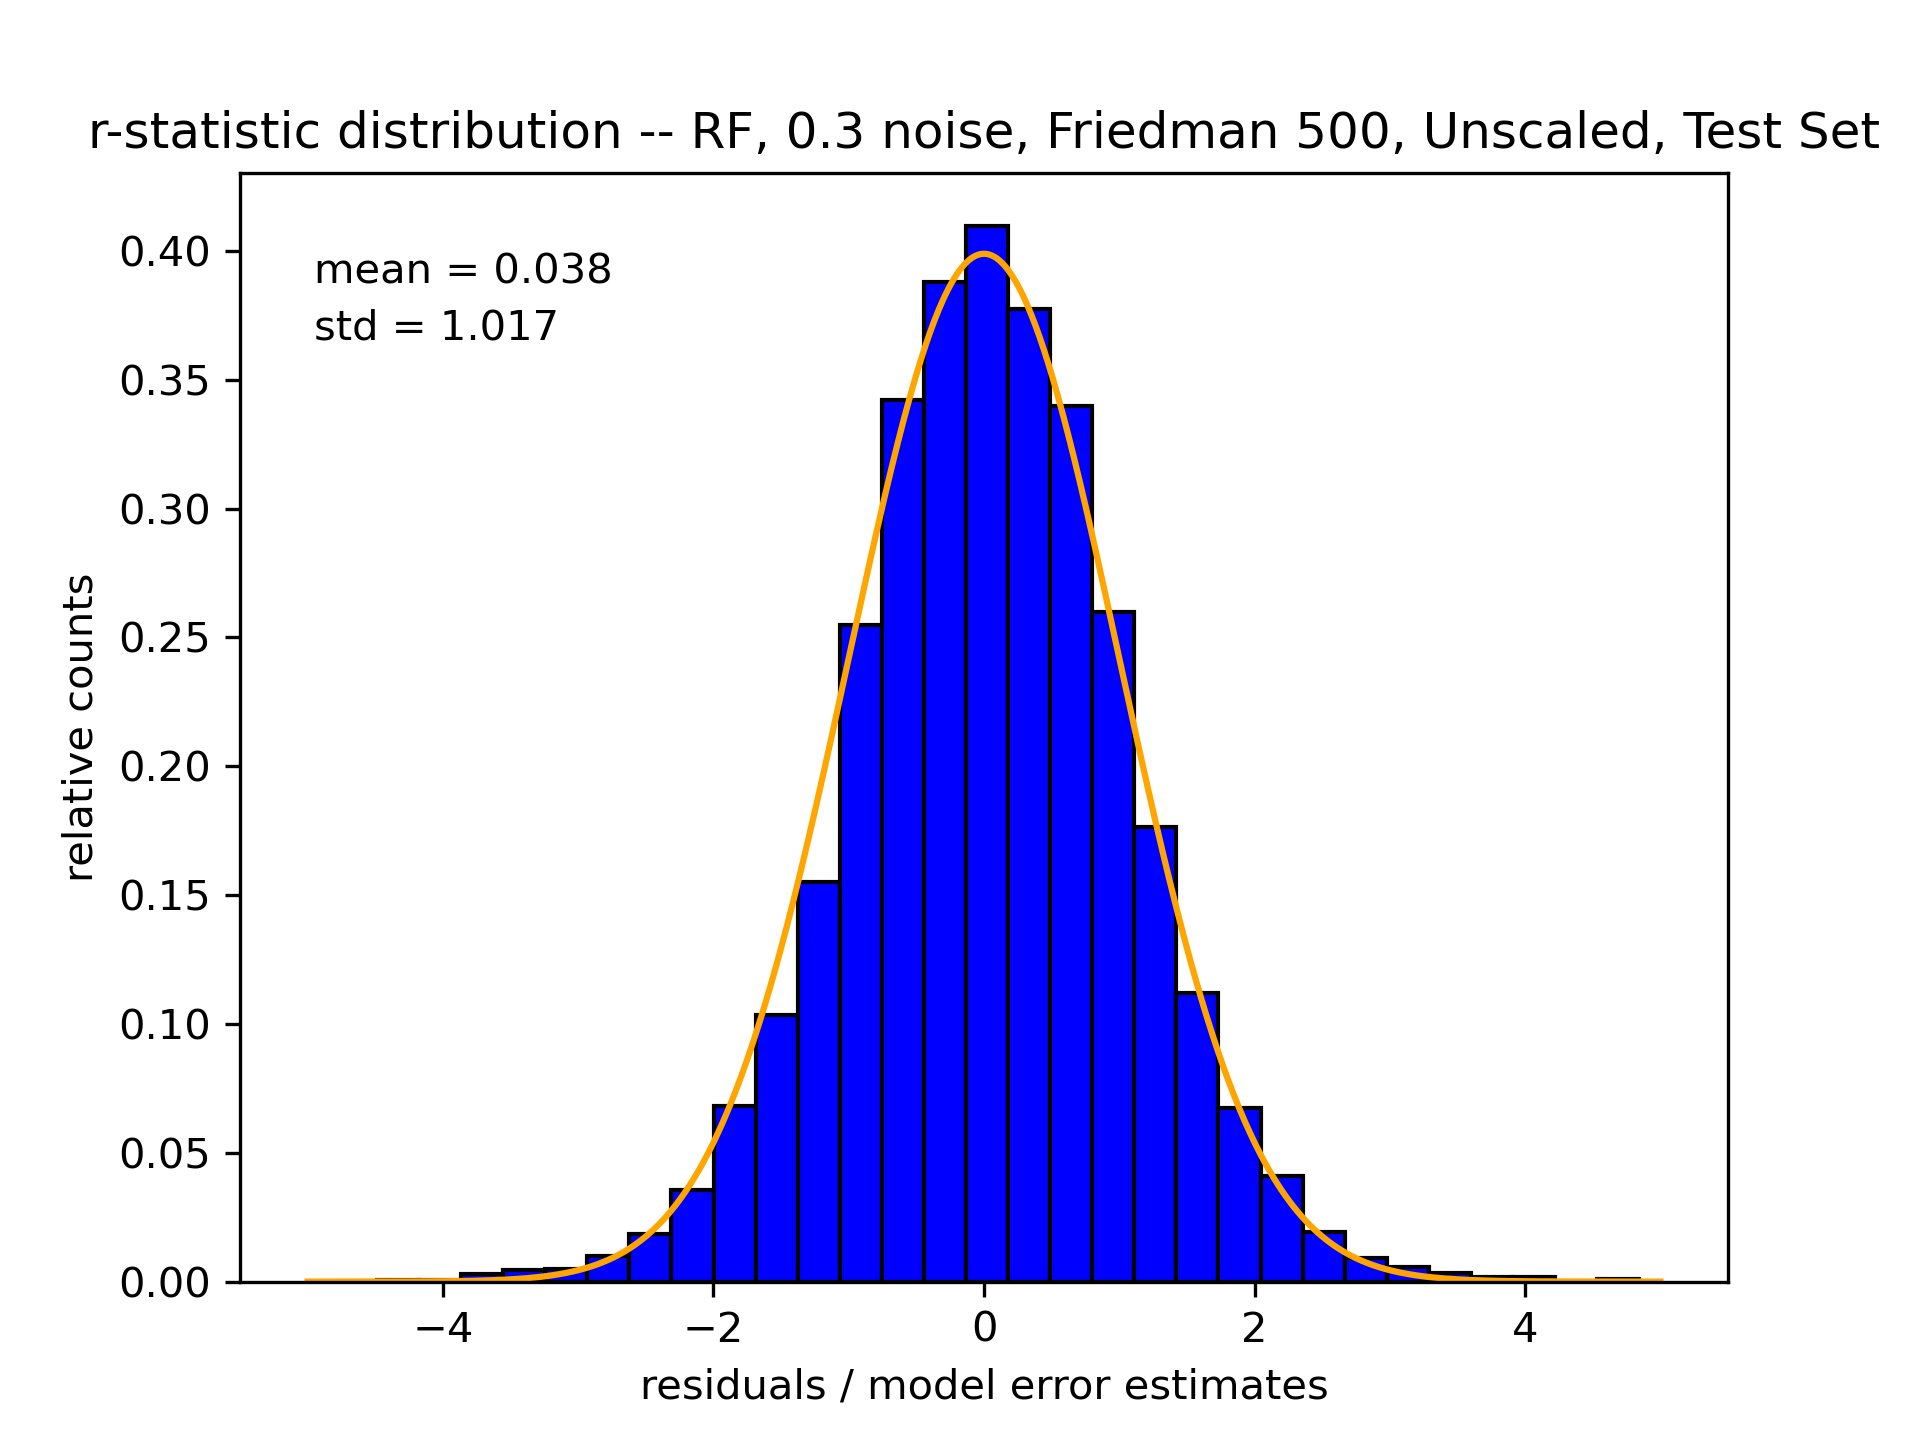 r-statistic distribution -- RF, 0.3 noise, Friedman 500, Unscaled, Test Set
mean = 0.038
std = 1.017
relative counts
0.40
0.35
0.30
0.25
0.20
0.15
0.10
0.05
0.00
−4
−2
0
2
4
residuals / model error estimates